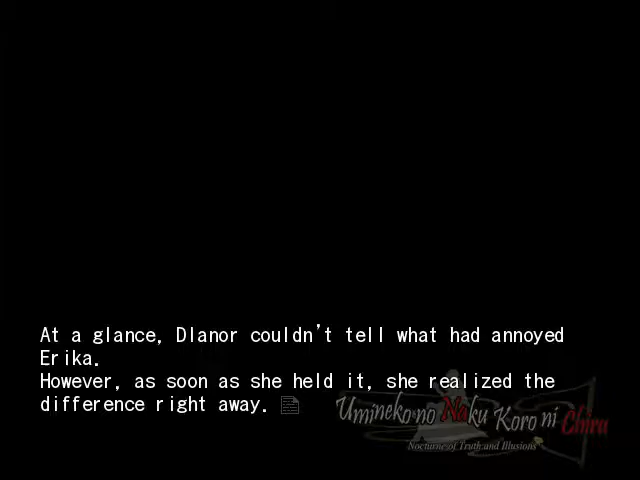 At a glance, Dlanor couldn't tell what had annoyed
Erika.
However, as soon as she held it, she realized the
difference right away.
Umineko no Naku Koro ni Chiru
Nocturne of Truth and Illusions